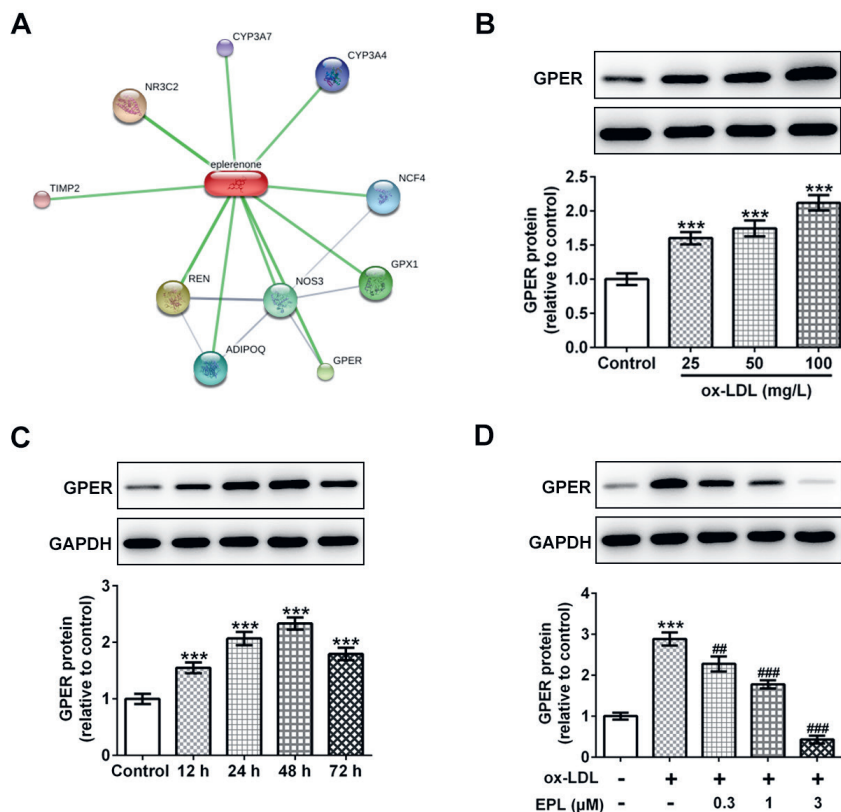 A
CYP3A7
CYP3A4
NR3C2
eplerenone
NCF4
TIMP2
GPX1
REN
NOS3
ADIPOQ
GPER
B
GPER
GPER protein
(relative to control)
2.5
2.0
1.5
1.0
0.5
0.0
***
***
***
Control
25
50
100
ox-LDL (mg/L)
C
GPER
GAPDH
GPER protein
(relative to control)
3
2
1
0
***
***
***
***
Control
12 h
24 h
48 h
72 h
D
GPER
GAPDH
GPER protein
(relative to control)
4
3
2
1
0
***
##
###
###
ox-LDL - + + + +
EPL (µM) - - 0.3 1 3